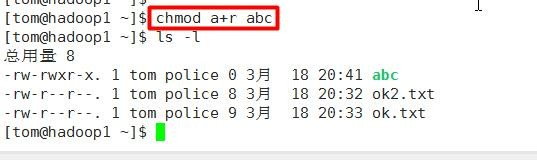 [tom@hadoop1 ~]$
[tom@hadoop1 ~]$ chmod a+r abc
[tom@hadoop1 ~]$ ls -l
总用量 8
-rw-rwxr-x. 1 tom police 0 3月  18 20:41 abc
-rw-r--r--. 1 tom police 8 3月  18 20:32 ok2.txt
-rw-r--r--. 1 tom police 9 3月  18 20:33 ok.txt
[tom@hadoop1 ~]$